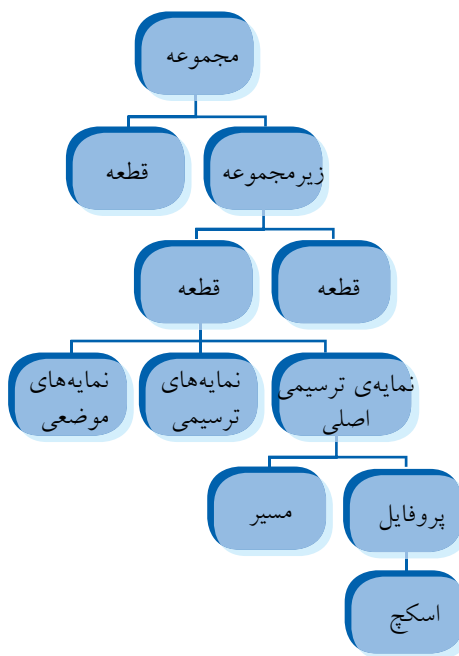 مجموعه
زیرمجموعه
قطعه
قطعه
قطعه
نمایه‌ی ترسیمی
اصلی
نمایه‌های
ترسیمی
نمایه‌های
موضعی
پروفایل
مسیر
اسکچ